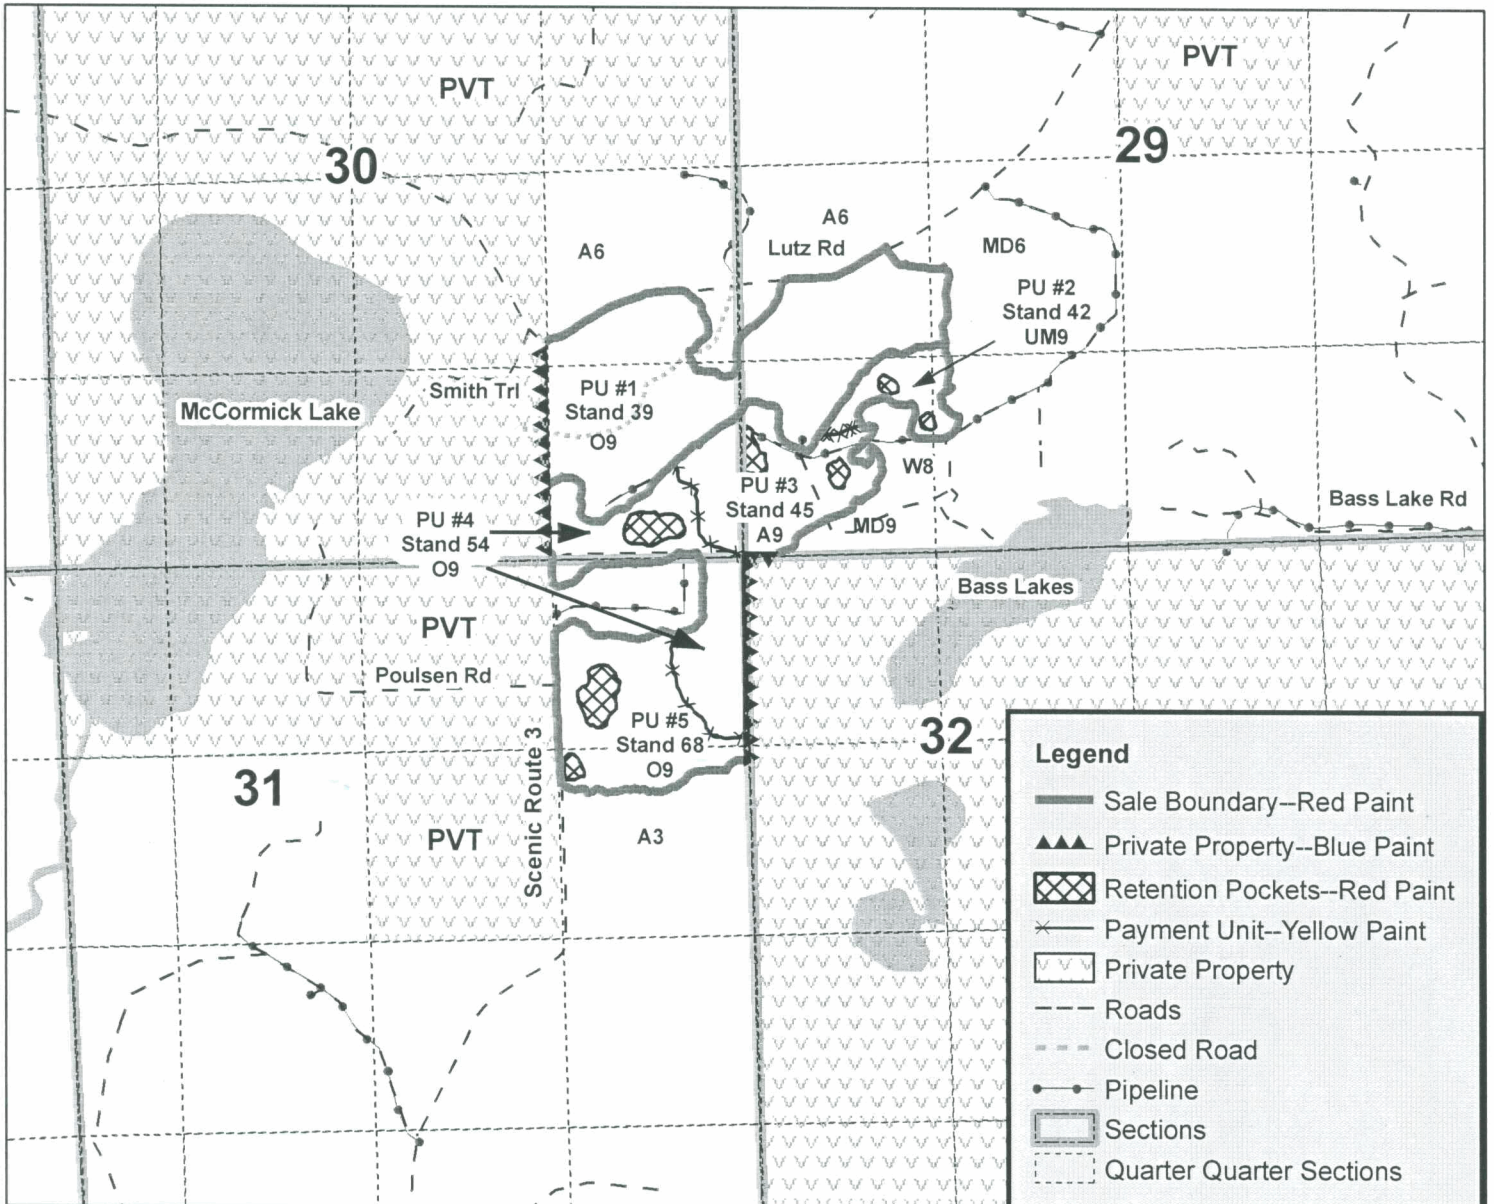 PVT
PVT
30
29
A6
A6
Lutz Rd
MD6
PU #2
Stand 42
UM9
Smith Trl
McCormick Lake
PU #1
Stand 39
O9
W8
PU #3
Stand 45
A9
MD9
Bass Lake Rd
PU #4
Stand 54
O9
Bass Lakes
PVT
Poulsen Rd
PU #5
Stand 68
O9
32
31
Scenic Route 3
PVT
A3
Legend
Sale Boundary--Red Paint
Private Property--Blue Paint
Retention Pockets--Red Paint
Payment Unit--Yellow Paint
Private Property
Roads
Closed Road
Pipeline
Sections
Quarter Quarter Sections